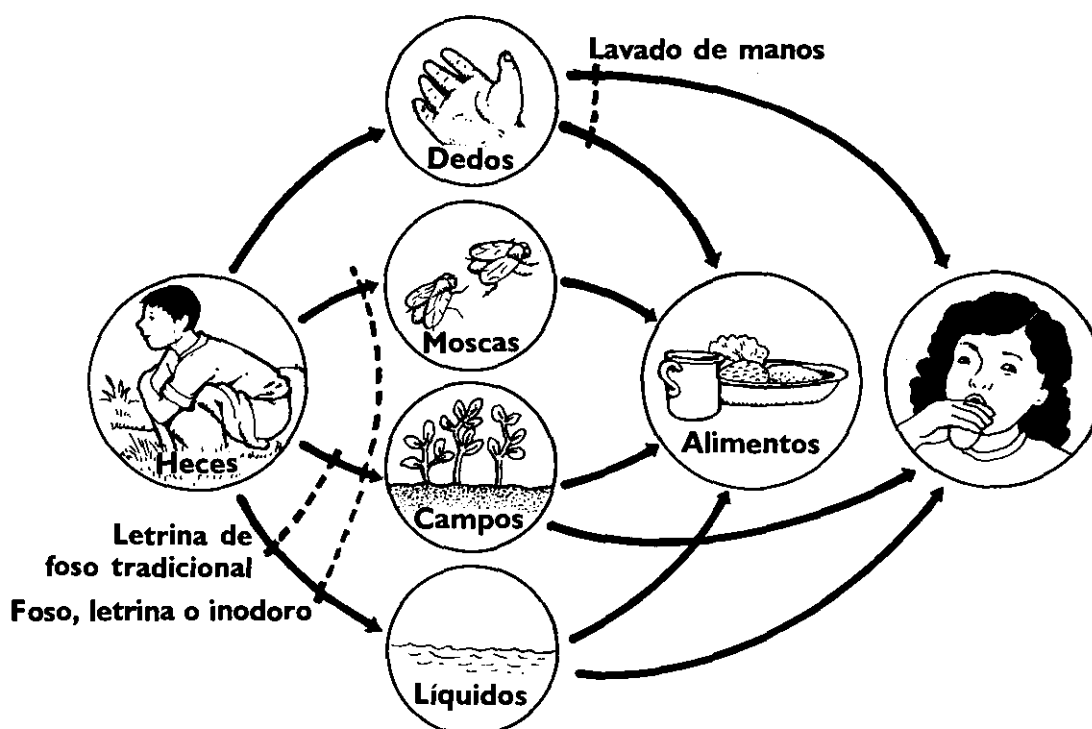 Lavado de manos
Dedos
Moscas
Heces
Alimentos
Campos
Letrina de
foso tradicional
Foso, letrina o inodoro
Líquidos